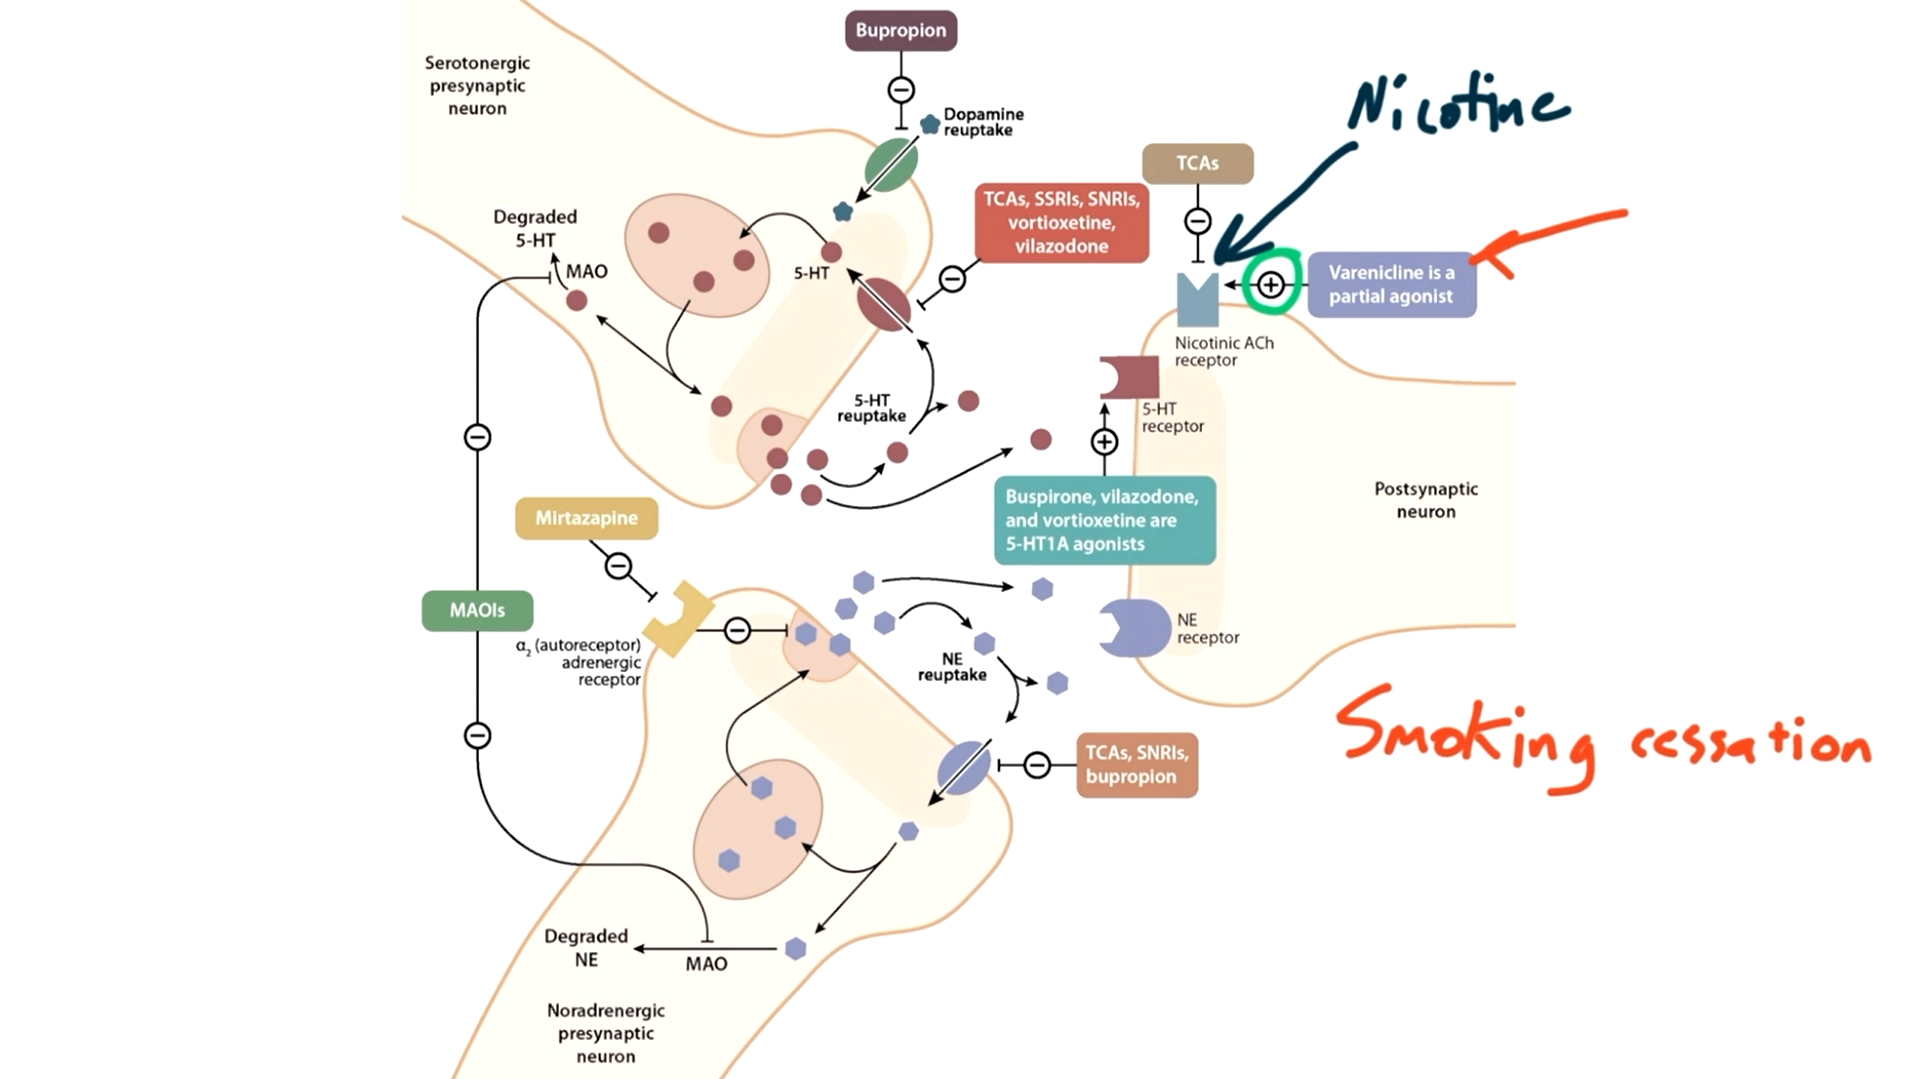 Bupropion
Serotonergic
presynaptic
neuron
Dopamine
reuptake
Nicotine
TCAs
TCAs, SSRIs, SNRIs,
vortioxetine,
vilazodone
Degraded
5-HT
MAO
5-HT
Varenicline is a
partial agonist
Nicotinic ACh
receptor
5-HT
reuptake
5-HT
receptor
Buspirone, vilazodone,
and vortioxetine are
5-HT1A agonists
Postsynaptic
neuron
Mirtazapine
MAOIs
α₂ (autoreceptor)
adrenergic
receptor
NE
reuptake
NE
receptor
Smoking cessation
TCAs, SNRIs,
bupropion
Degraded
NE
MAO
Noradrenergic
presynaptic
neuron